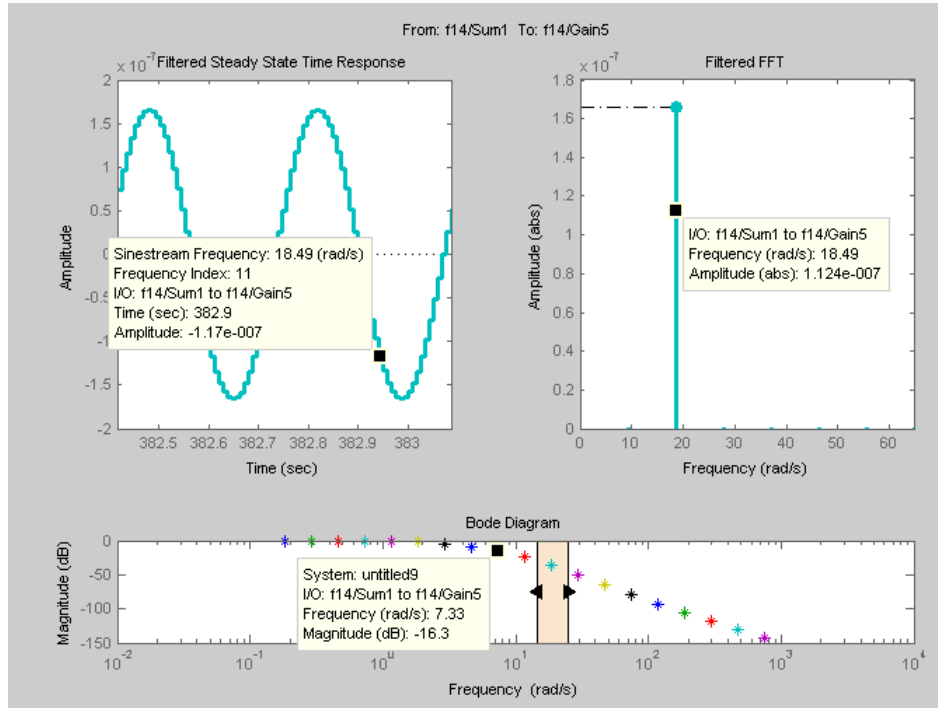 From: f14/Sum1 To: f14/Gain5
× 10^-7 Filtered Steady State Time Response
2
1.5
1
0.5
0
-0.5
-1
-1.5
-2
Amplitude
Sinestream Frequency: 18.49 (rad/s)
Frequency Index: 11
I/O: f14/Sum1 to f14/Gain5
Time (sec): 382.9
Amplitude: -1.17e-007
382.5 382.6 382.7 382.8 382.9 383
Time (sec)
× 10^-7 Filtered FFT
1.8
1.6
1.4
1.2
1
0.8
0.6
0.4
0.2
0
Amplitude (abs)
I/O: f14/Sum1 to f14/Gain5
Frequency (rad/s): 18.49
Amplitude (abs): 1.124e-007
0 10 20 30 40 50 60
Frequency (rad/s)
Bode Diagram
0
-50
-100
-150
Magnitude (dB)
System: untitled9
I/O: f14/Sum1 to f14/Gain5
Frequency (rad/s): 7.33
Magnitude (dB): -16.3
10^-2 10^-1 10^0 10^1 10^2 10^3 10^4
Frequency (rad/s)